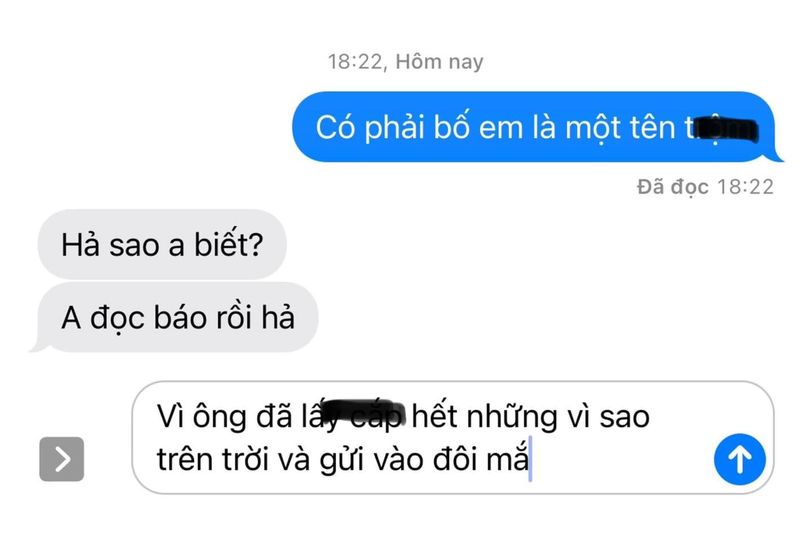 18:22, Hôm nay
Có phải bố em là một tên trộm
Đã đọc 18:22
Hả sao a biết?
A đọc báo rồi hả
Vì ông đã lấy cắp hết những vì sao
trên trời và gửi vào đôi mắ